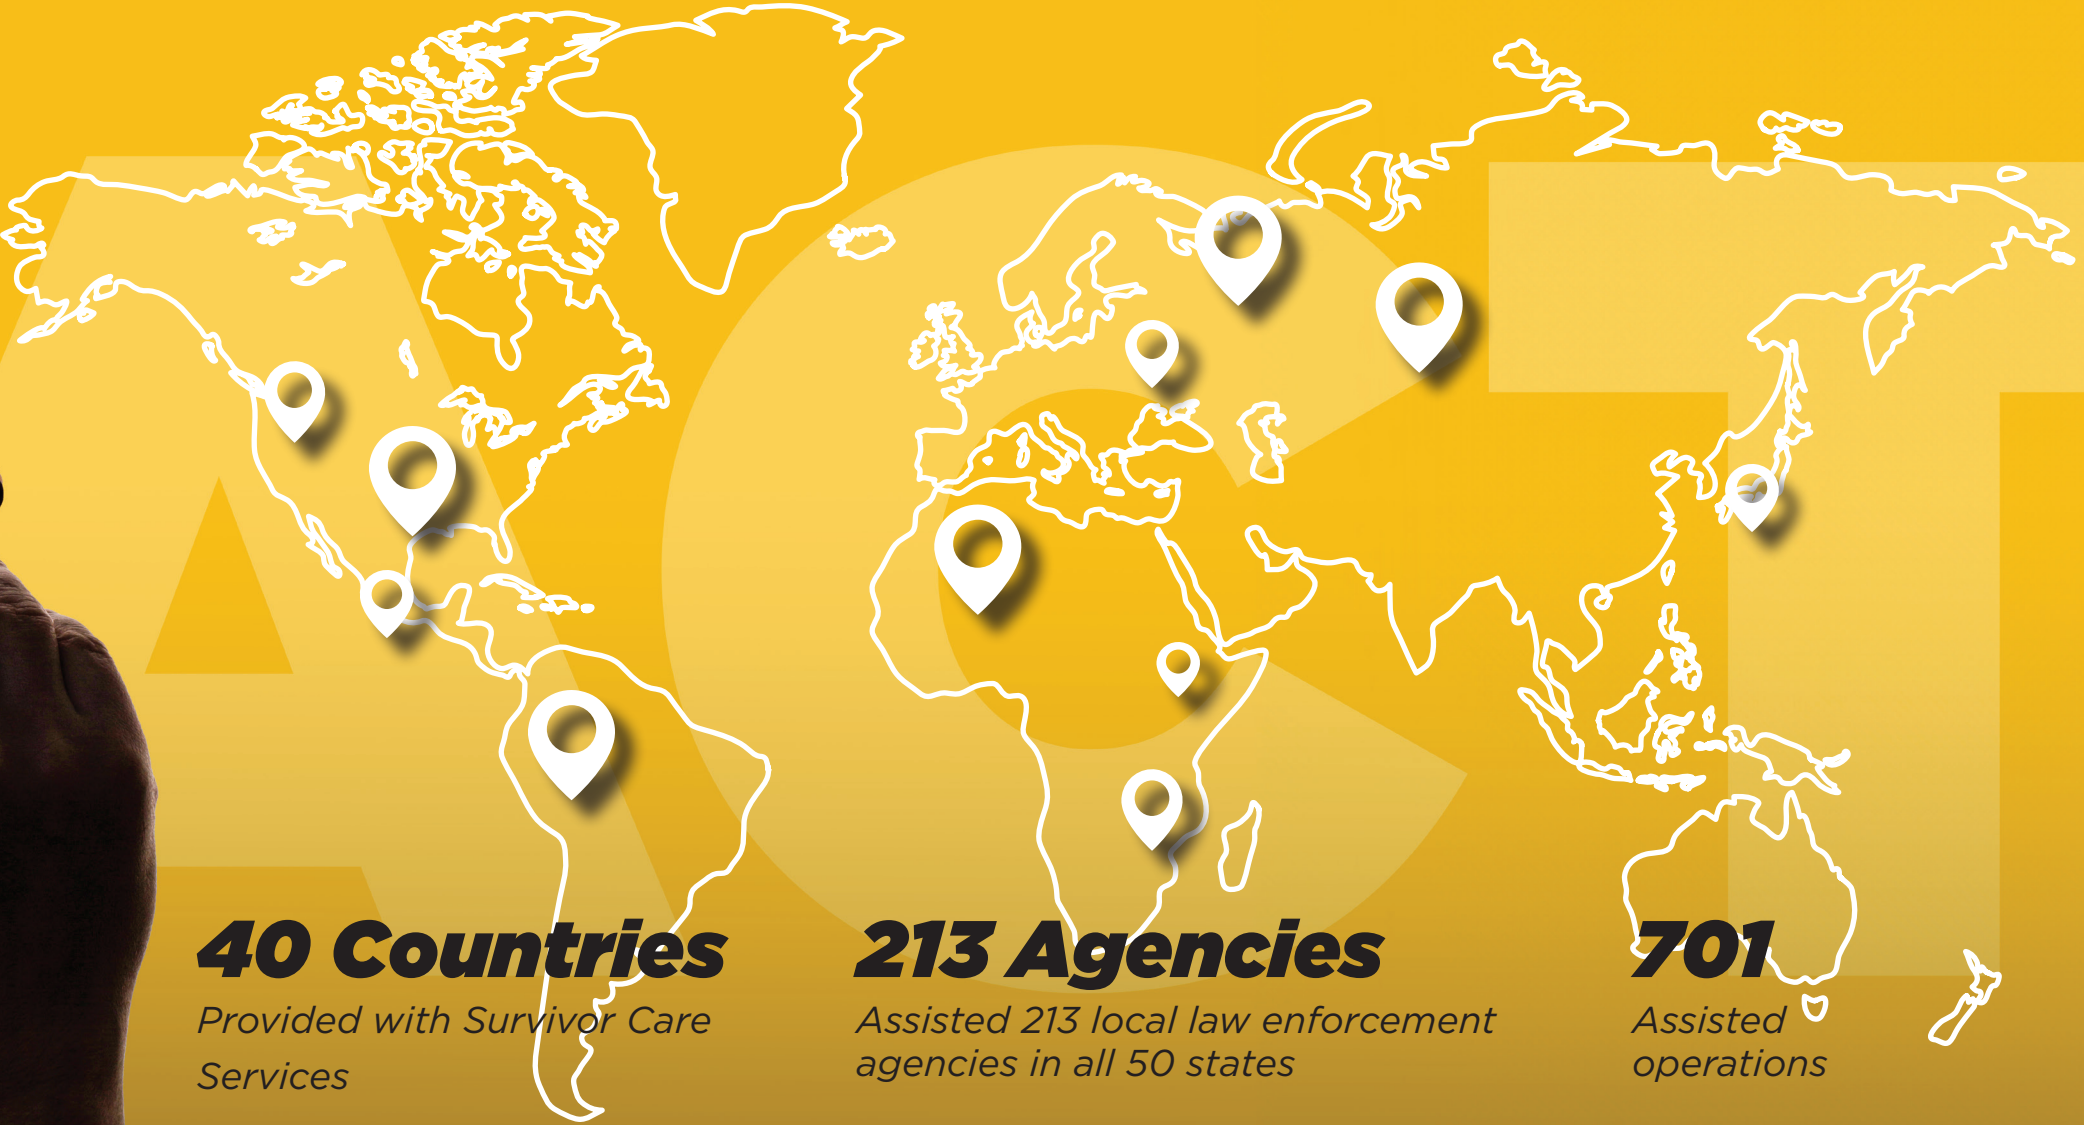 ACT
40 Countries
Provided with Survivor Care
Services
213 Agencies
Assisted 213 local law enforcement
agencies in all 50 states
701
Assisted
operations